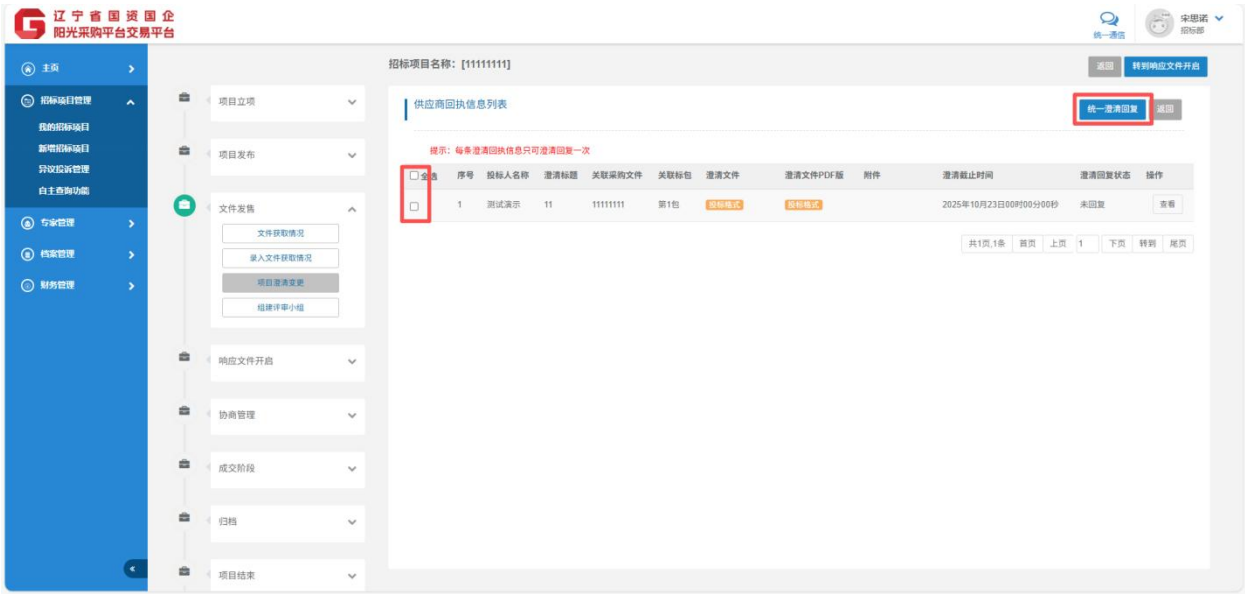 辽宁省国资国企
阳光采购平台交易平台
统一通信
宋思诺
招标部
主页
招标项目管理
我的招标项目
新增招标项目
异议投诉管理
自主查询功能
专家管理
档案管理
财务管理
项目立项
项目发布
文件发售
文件获取情况
录入文件获取情况
项目澄清变更
组建评审小组
响应文件开启
协商管理
成交阶段
归档
项目结束
招标项目名称：[11111111]
返回 转到响应文件开启
供应商回执信息列表
统一澄清回复 返回
提示：每条澄清回执信息只可澄清回复一次
全选 序号 投标人名称 澄清标题 关联采购文件 关联标包 澄清文件 澄清文件PDF版 附件 澄清截止时间 澄清回复状态 操作
1 测试演示 11 11111111 第1包 投标格式 投标格式 2025年10月23日00时00分00秒 未回复 查看
共1页,1条 首页 上页 1 下页 转到 尾页